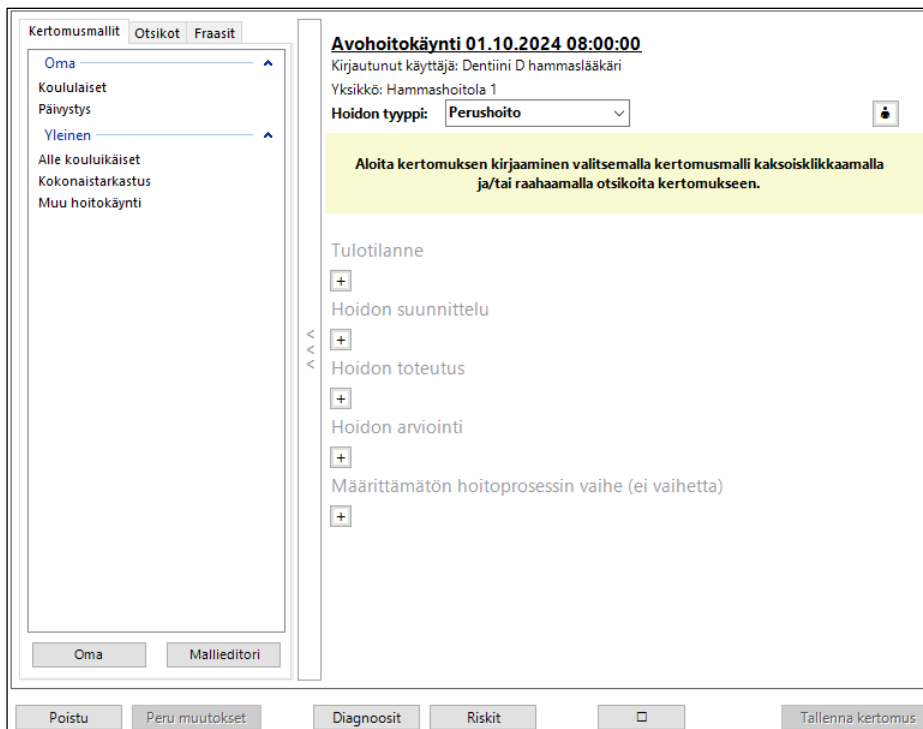 Kertomusmallit Otsikot Fraasit
Oma
Koululaiset
Päivystys
Yleinen
Alle kouluikäiset
Kokonaistarkastus
Muu hoitokäynti
Oma Mallieditori
<
<
<
Avohoitokäynti 01.10.2024 08:00:00
Kirjautunut käyttäjä: Dentiini D hammaslääkäri
Yksikkö: Hammashoitola 1
Hoidon tyyppi: Perushoito
Aloita kertomuksen kirjaaminen valitsemalla kertomusmalli kaksoisklikkaamalla
ja/tai raahaamalla otsikoita kertomukseen.
Tulotilanne
+
Hoidon suunnittelu
+
Hoidon toteutus
+
Hoidon arviointi
+
Määrittämätön hoitoprosessin vaihe (ei vaihetta)
+
Poistu Peru muutokset Diagnoosit Riskit Tallenna kertomus